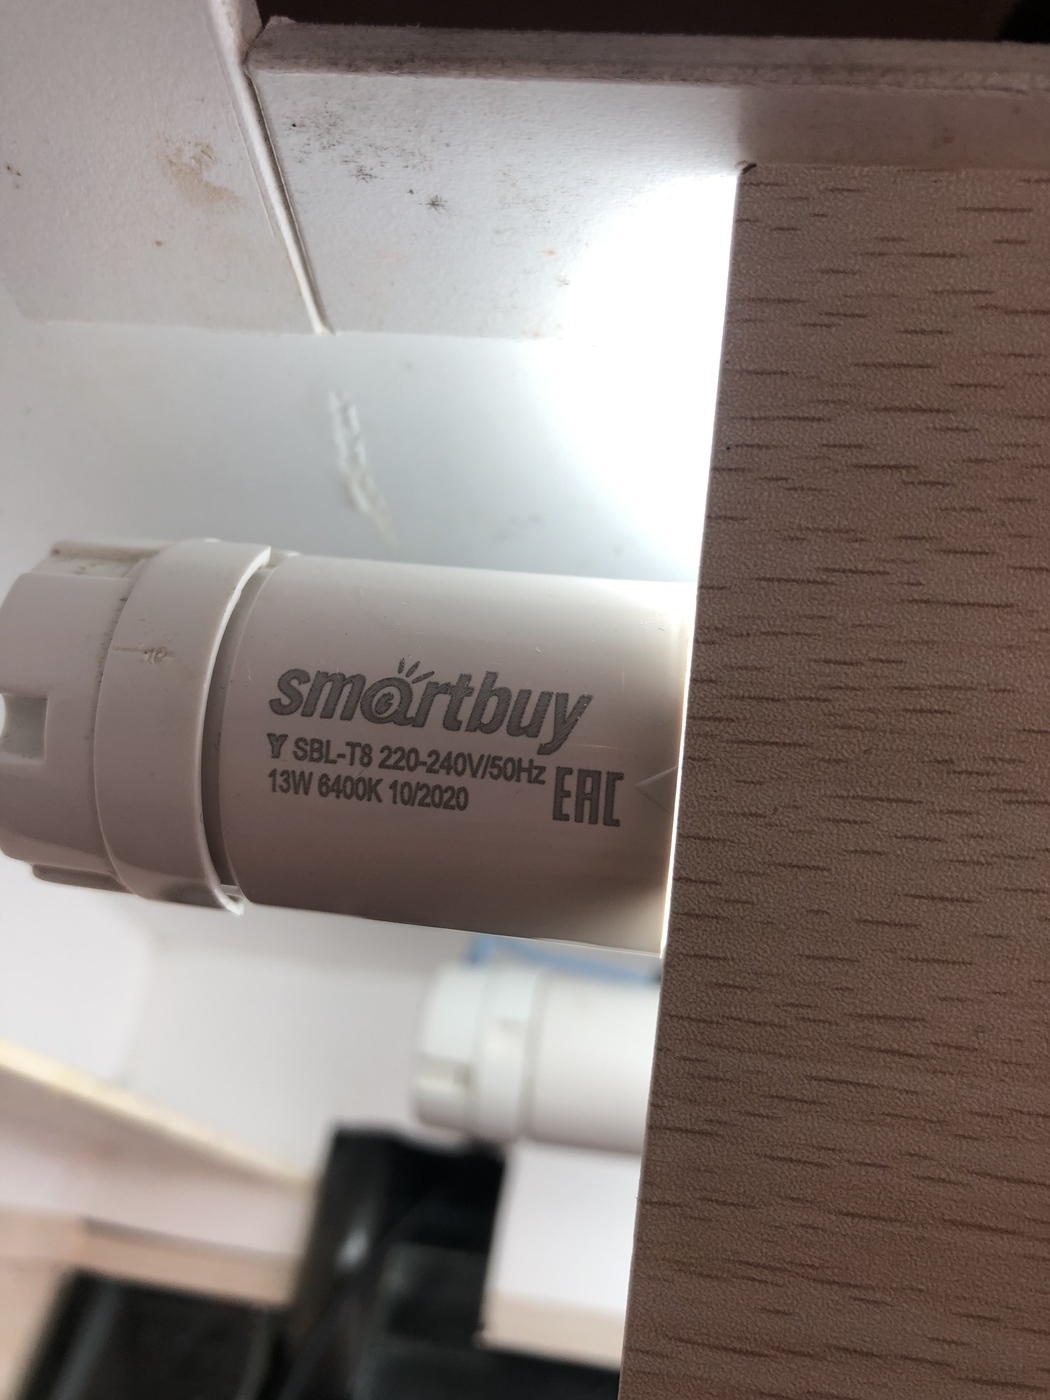 smartbuy
Y SBL-T8 220-240V/50Hz
13W 6400K 10/2020
EAC